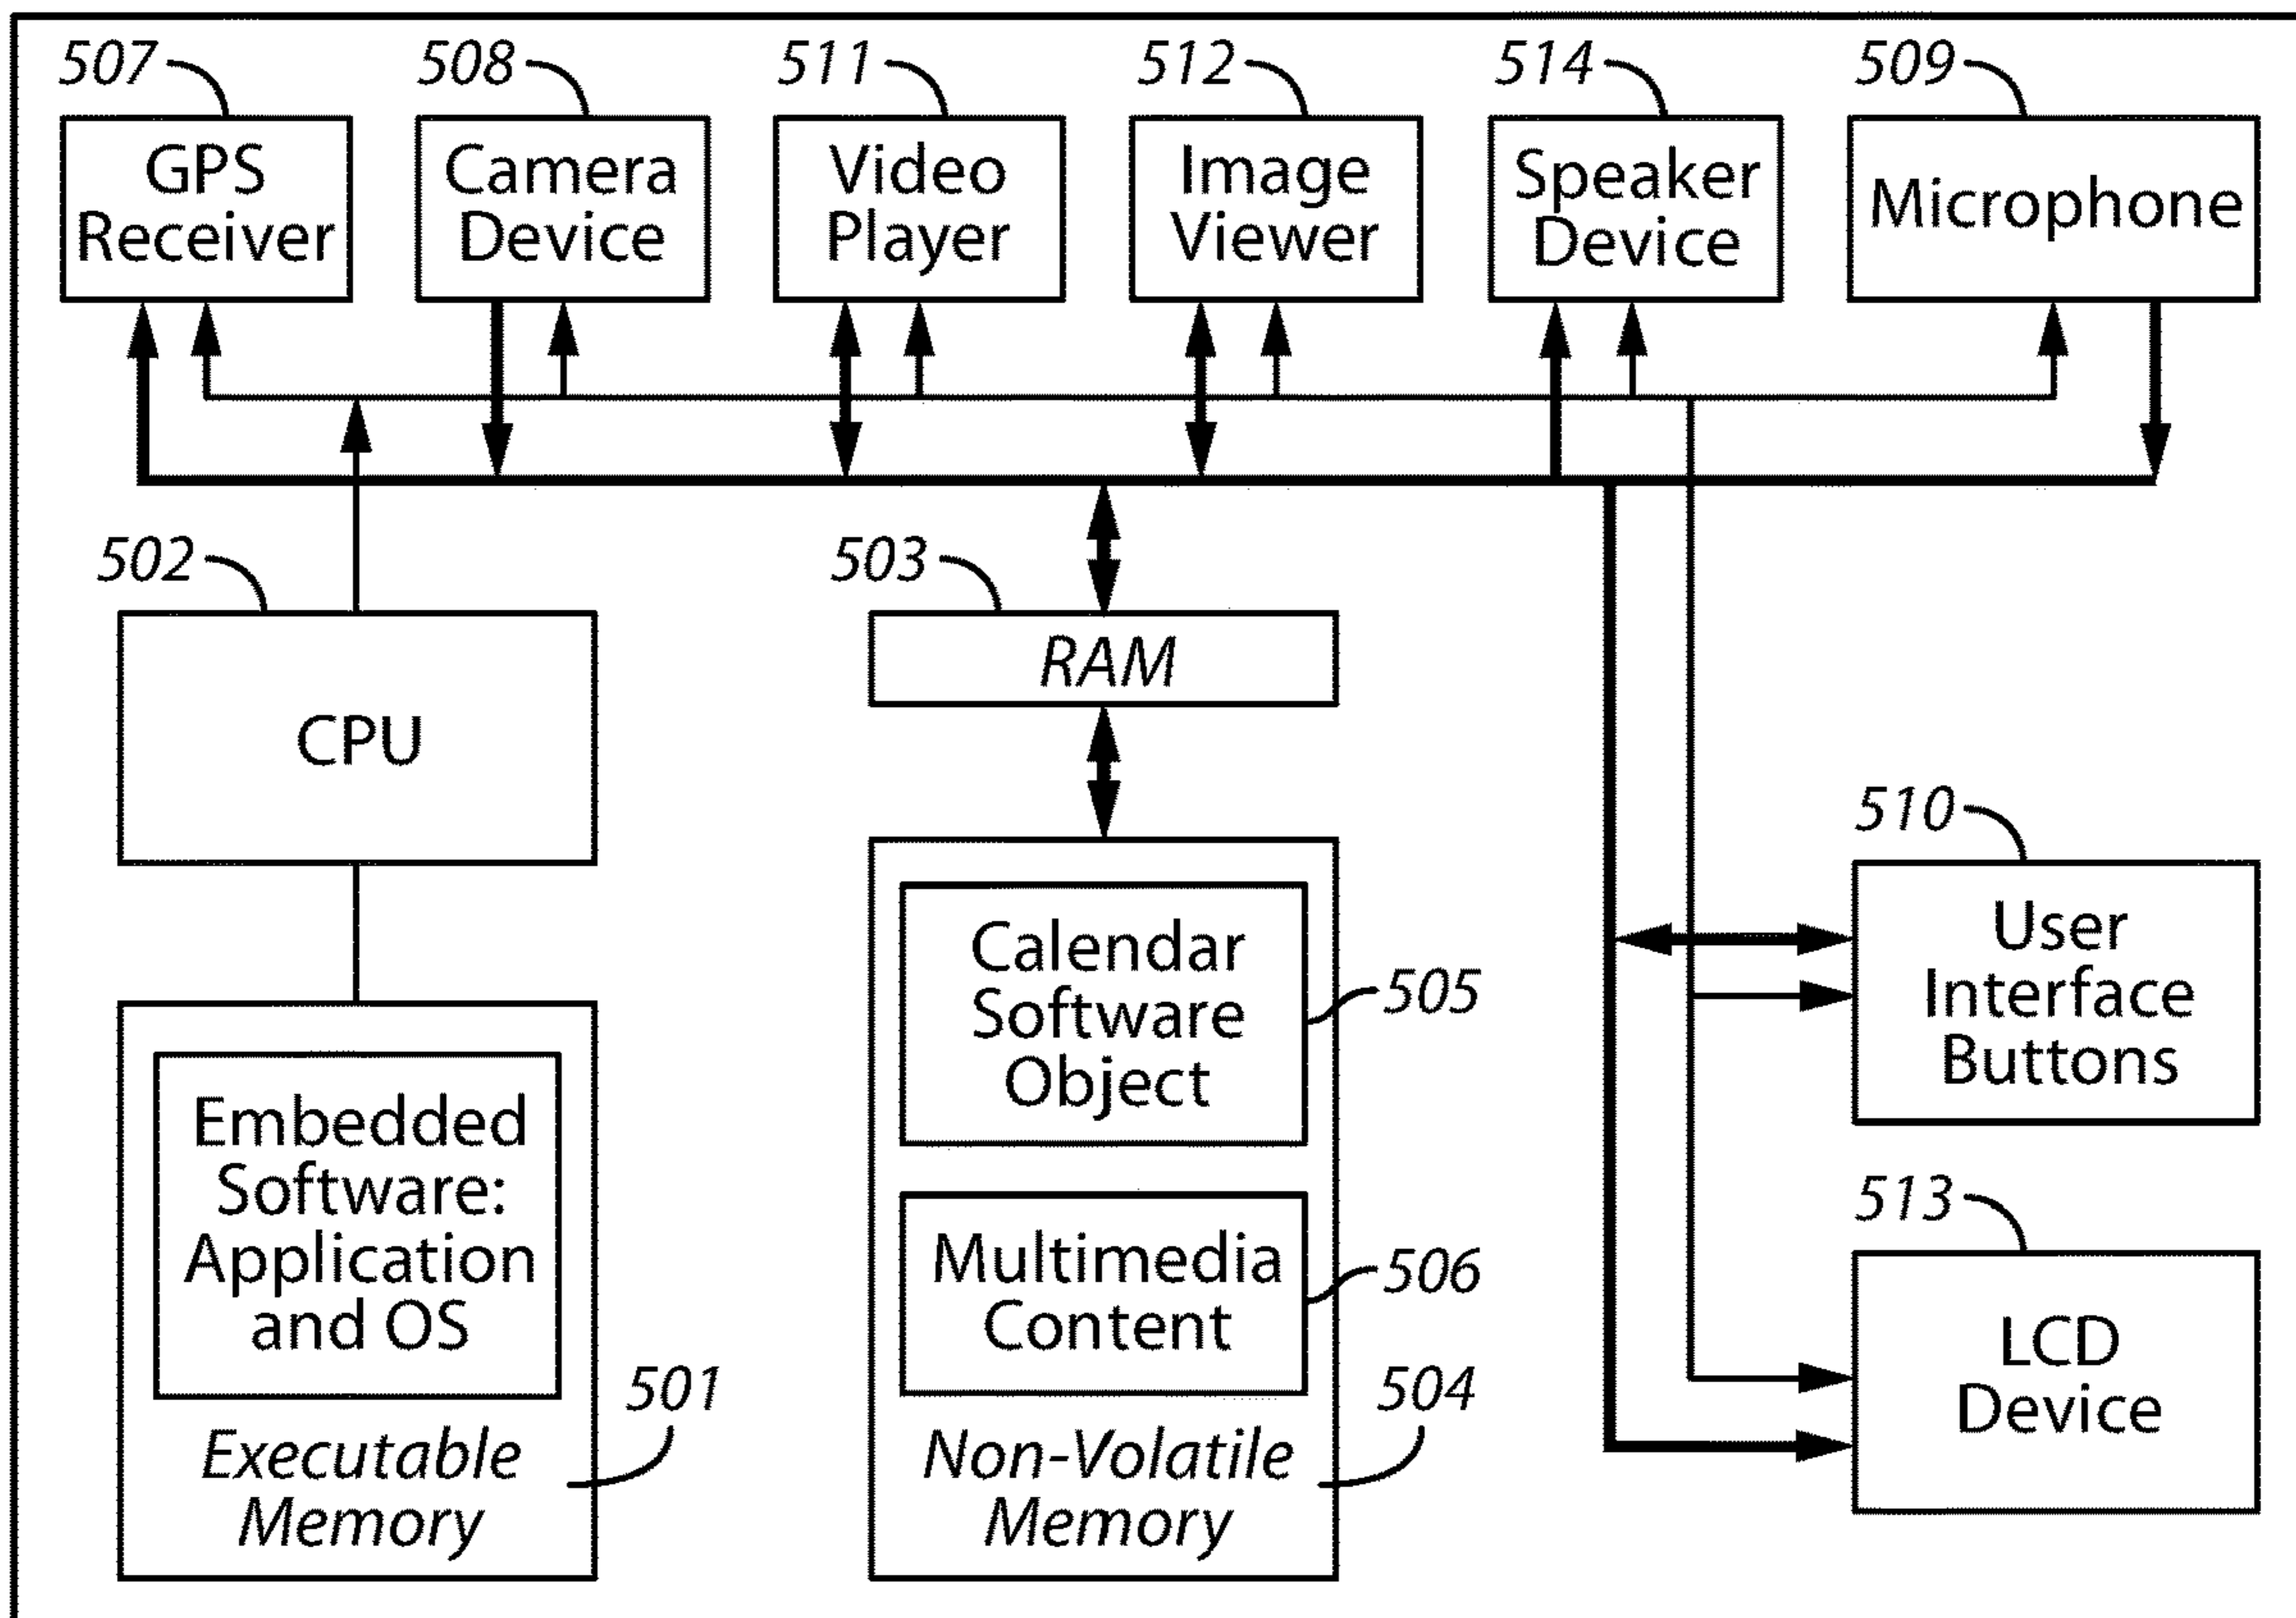 507
508
511
512
514
509
GPS
Receiver
Camera
Device
Video
Player
Image
Viewer
Speaker
Device
Microphone
502
503
CPU
RAM
510
User
Interface
Buttons
Calendar
Software
Object
505
Embedded
Software:
Application
and OS
501
Executable
Memory
Multimedia
Content
506
504
Non-Volatile
Memory
513
LCD
Device